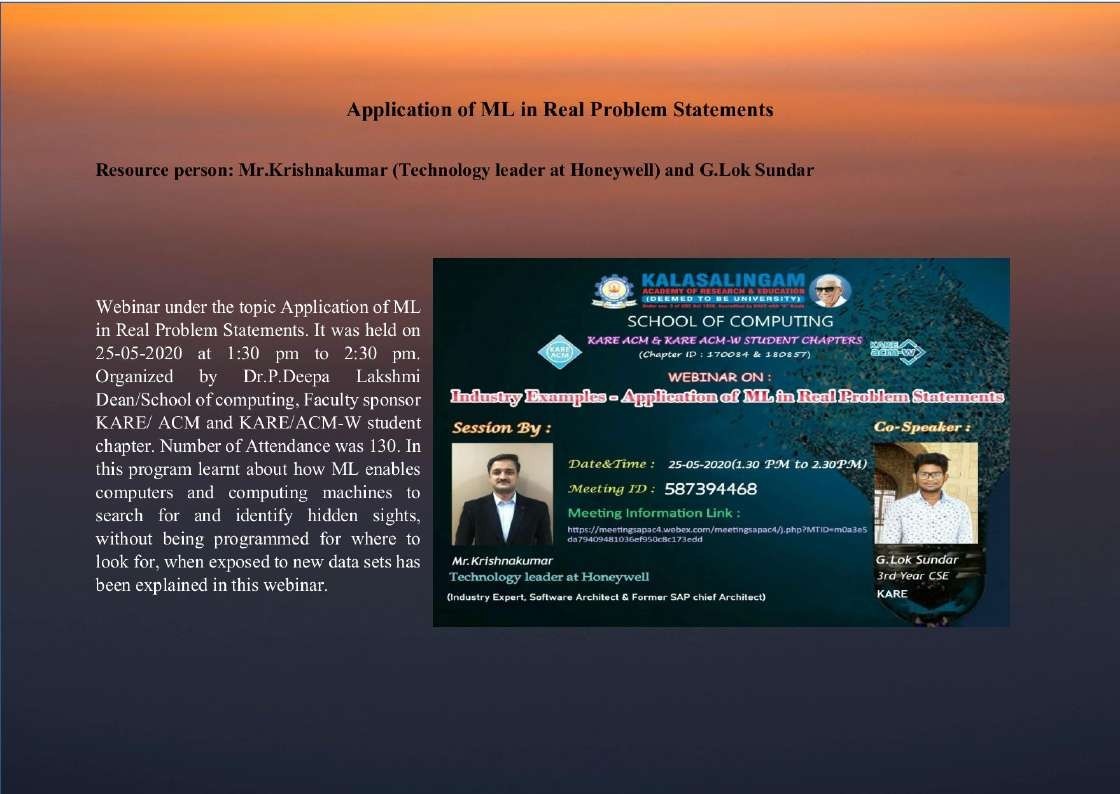 Application of ML in Real Problem Statements
Resource person: Mr.Krishnakumar (Technology leader at Honeywell) and G.Lok Sundar
Webinar under the topic Application of ML
in Real Problem Statements. It was held on
25-05-2020 at 1:30 pm to 2:30 pm.
Organized by Dr.P.Deepa Lakshmi
Dean/School of computing, Faculty sponsor
KARE/ ACM and KARE/ACM-W student
chapter. Number of Attendance was 130. In
this program learnt about how ML enables
computers and computing machines to
search for and identify hidden sights,
without being programmed for where to
look for, when exposed to new data sets has
been explained in this webinar.
KALASALINGAM
ACADEMY OF RESEARCH & EDUCATION
(DEEMED TO BE UNIVERSITY)
SCHOOL OF COMPUTING
KARE ACM
KARE ACM & KARE ACM-W STUDENT CHAPTERS
KARE acm-w
(Chapter ID : 170084 & 180857)
WEBINAR ON :
Industry Examples - Application of ML in Real Problem Statements
Session By :
Co-Speaker :
Date&Time : 25-05-2020(1.30 PM to 2.30PM)
Meeting ID : 587394468
Meeting Information Link :
https://meetingsapac4.webex.com/meetingsapac4/j.php?MTID=m0a3e5
da79409481036ef950c8c173edd
Mr.Krishnakumar
Technology leader at Honeywell
(Industry Expert, Software Architect & Former SAP chief Architect)
G.Lok Sundar
3rd Year CSE
KARE